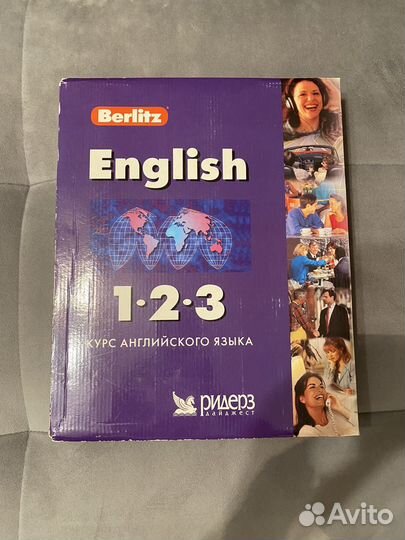 Berlitz
English
1·2·3
КУРС АНГЛИЙСКОГО ЯЗЫКА
РИДЕРЗ
ДАЙДЖЕСТ
Avito